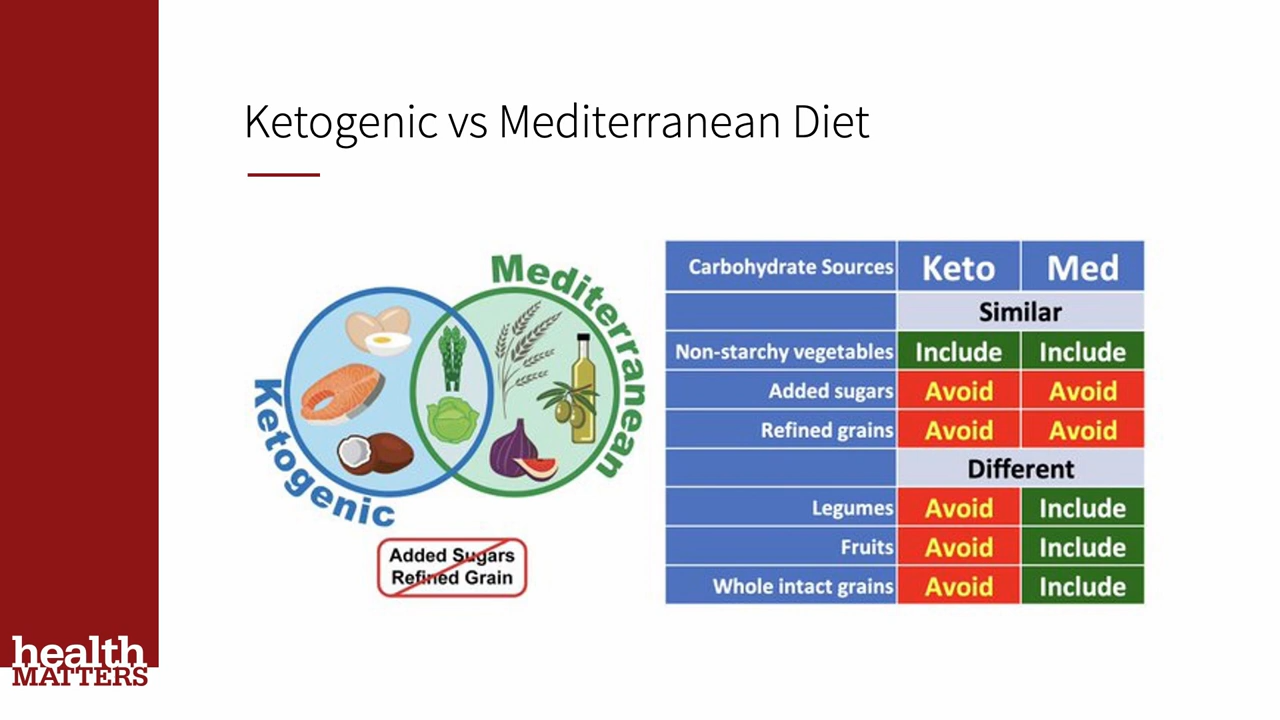 Ketogenic vs Mediterranean Diet
Mediterranean
Ketogenic
Added Sugars
Refined Grain
Carbohydrate Sources Keto Med
Similar
Non-starchy vegetables Include Include
Added sugars Avoid Avoid
Refined grains Avoid Avoid
Different
Legumes Avoid Include
Fruits Avoid Include
Whole intact grains Avoid Include
health
MATTERS